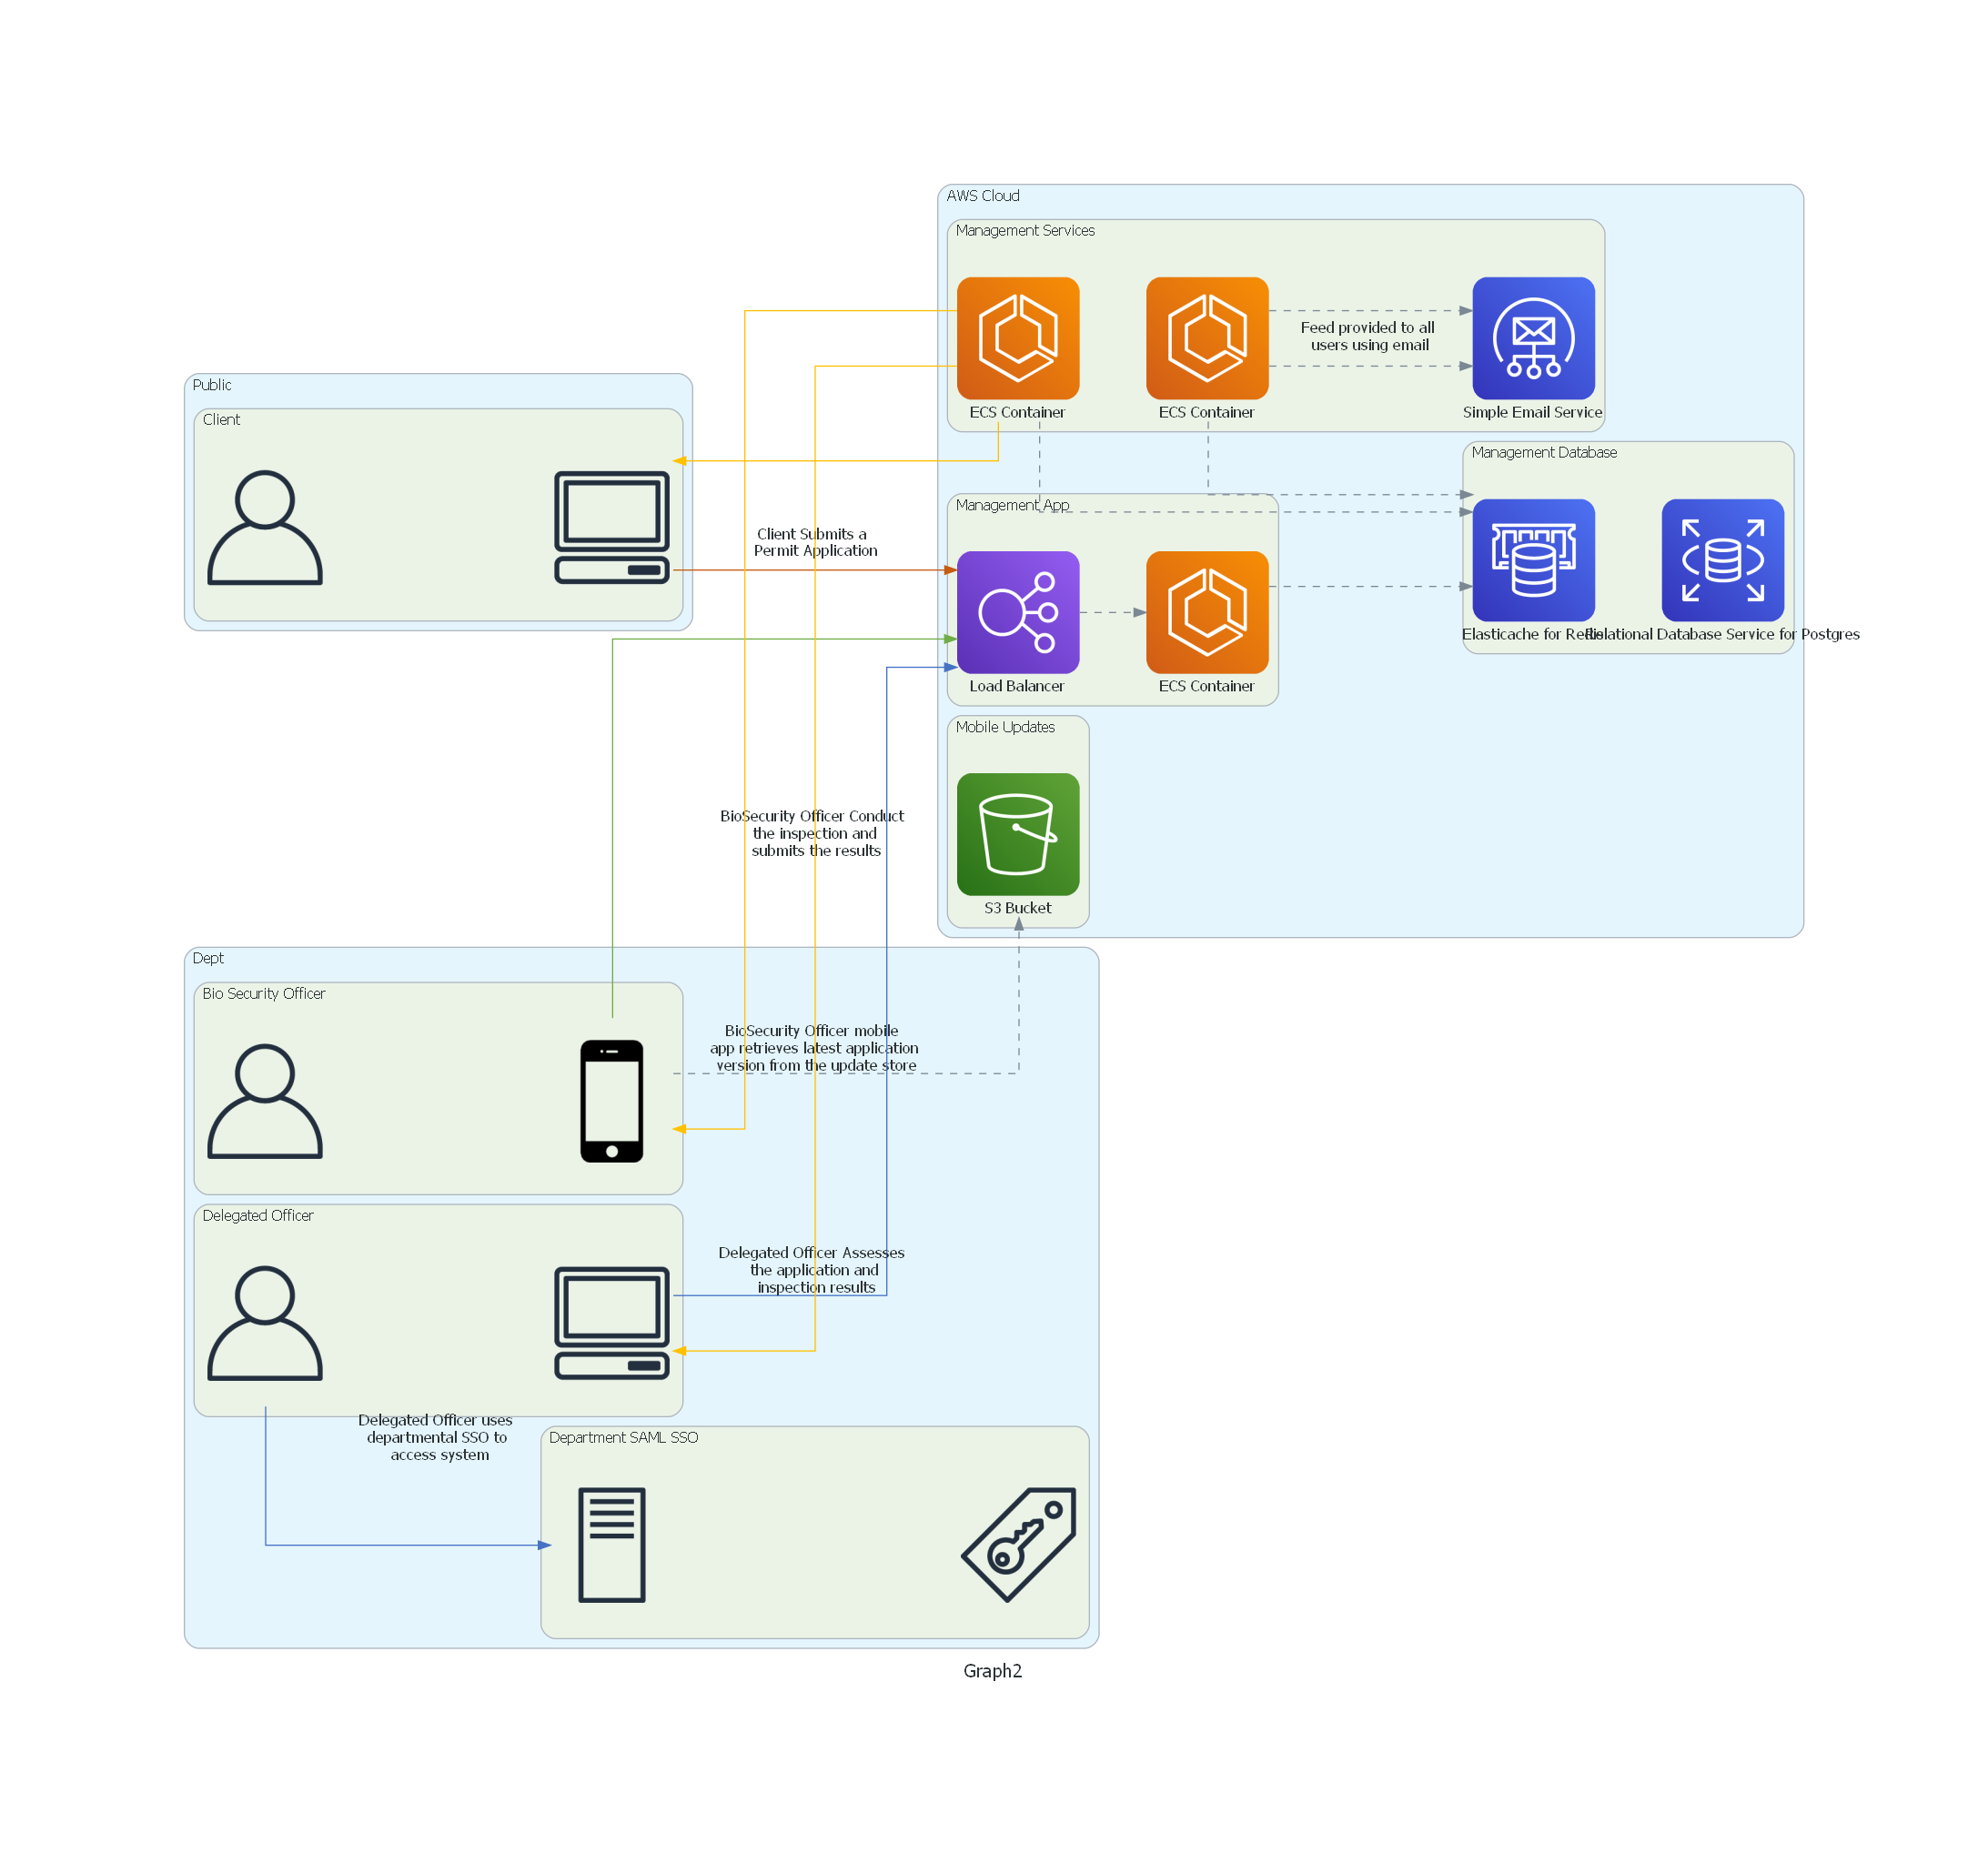 AWS Cloud
Management Services
Feed provided to all
users using email
ECS Container
ECS Container
Simple Email Service
Public
Client
Management Database
Management App
Client Submits a
Permit Application
Elasticache for Redis
Relational Database Service for Postgres
Load Balancer
ECS Container
Mobile Updates
BioSecurity Officer Conduct
the inspection and
submits the results
S3 Bucket
Dept
Bio Security Officer
BioSecurity Officer mobile
app retrieves latest application
version from the update store
Delegated Officer
Delegated Officer Assesses
the application and
inspection results
Delegated Officer uses
departmental SSO to
access system
Department SAML SSO
Graph2